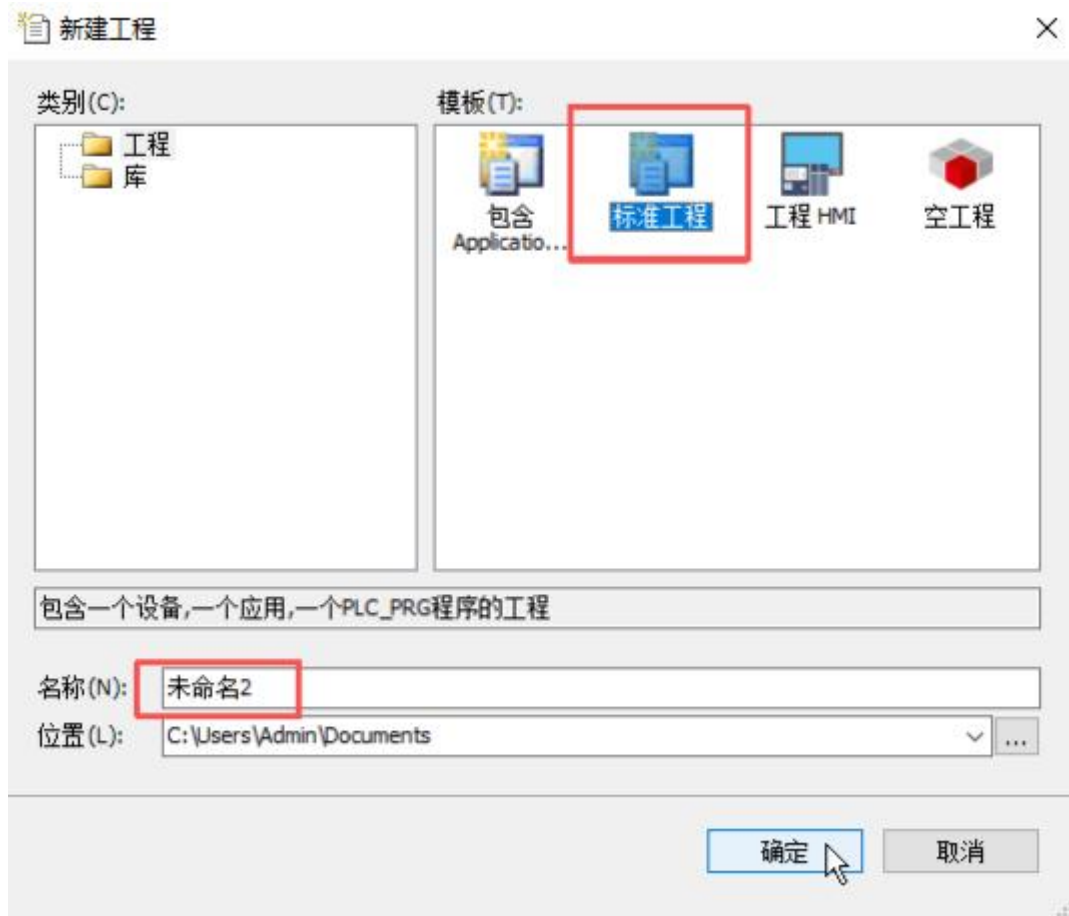 新建工程
类别(C):
工程
库
模板(T):
包含
Applicatio...
标准工程
工程 HMI
空工程
包含一个设备,一个应用,一个PLC_PRG程序的工程
名称(N):
未命名2
位置(L):
C:\Users\Admin\Documents
...
确定
取消